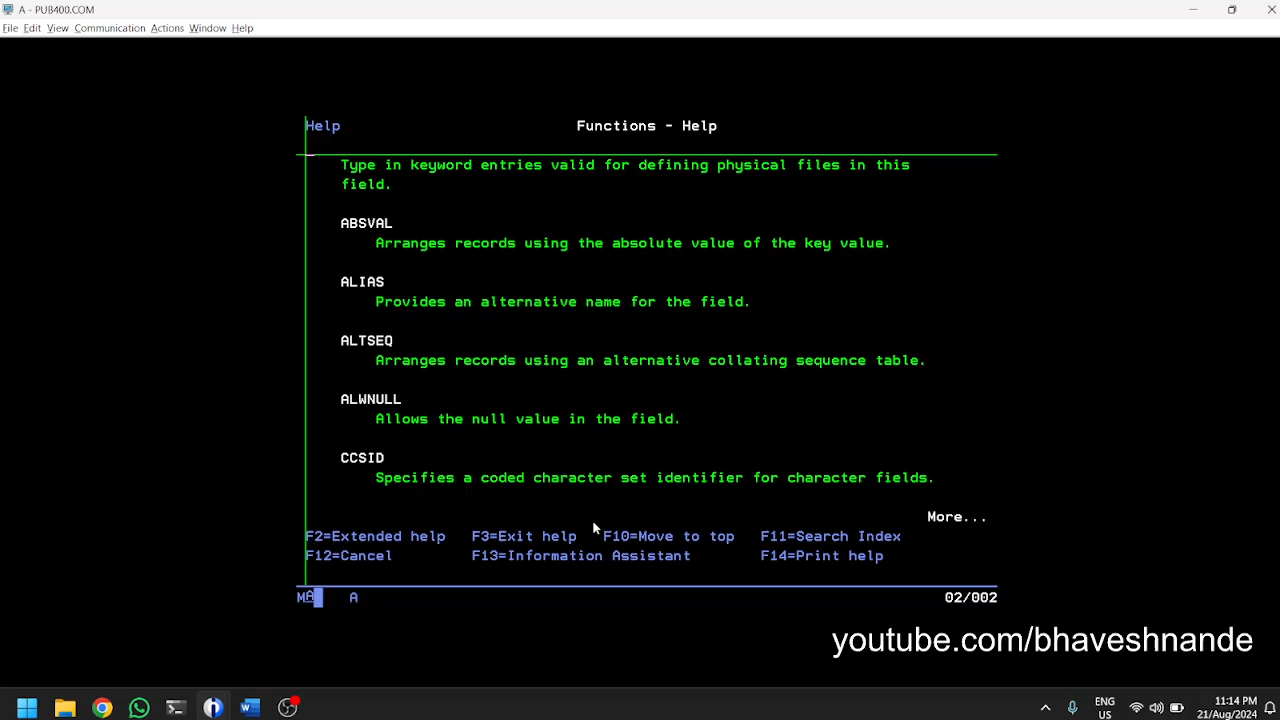 A - PUB400.COM
File Edit View Communication Actions Window Help
Help Functions - Help
Type in keyword entries valid for defining physical files in this
field.
ABSVAL
Arranges records using the absolute value of the key value.
ALIAS
Provides an alternative name for the field.
ALTSEQ
Arranges records using an alternative collating sequence table.
ALWNULL
Allows the null value in the field.
CCSID
Specifies a coded character set identifier for character fields.
More...
F2=Extended help F3=Exit help F10=Move to top F11=Search Index
F12=Cancel F13=Information Assistant F14=Print help
MA A 02/002
youtube.com/bhaveshnande
ENG
US
11:14 PM
21/Aug/2024